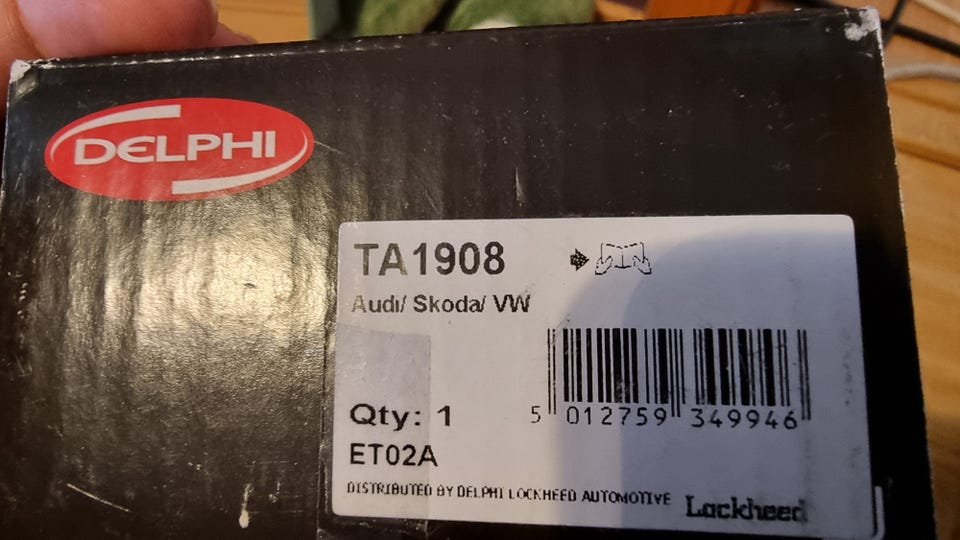 DELPHI
TA1908
Audi/ Skoda/ VW
Qty: 1
5 012759 349946
ET02A
DISTRIBUTED BY DELPHI LOCKHEED AUTOMOTIVE
Lockheed